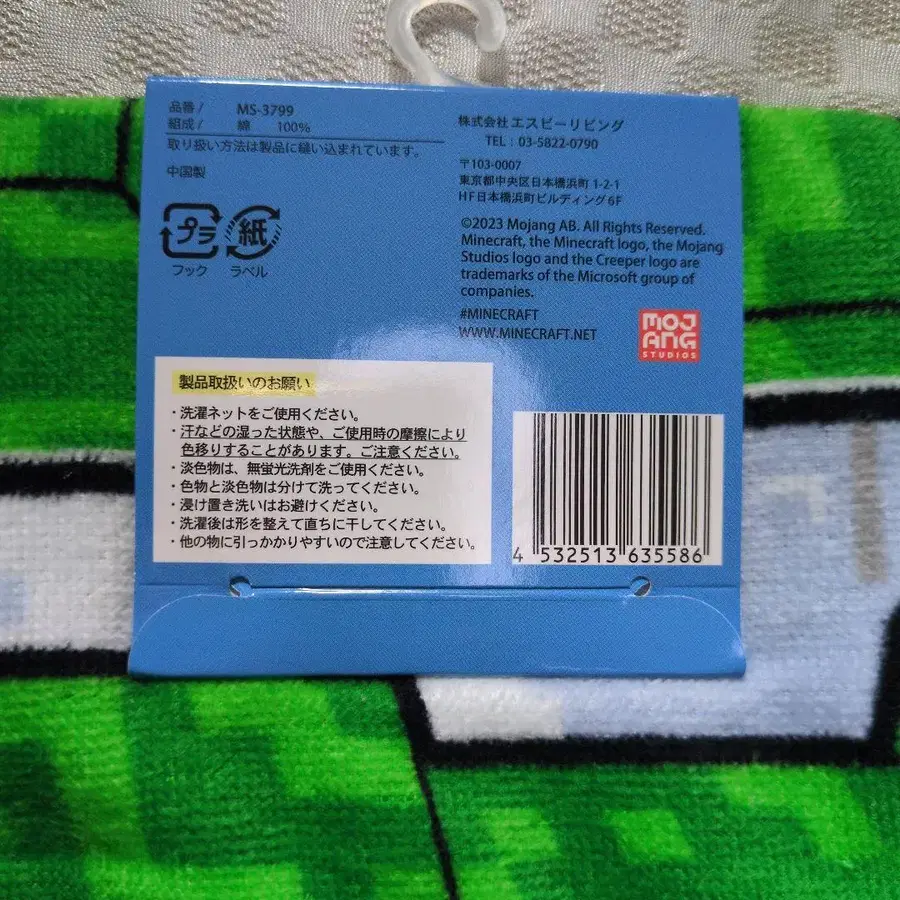 品番/ MS-3799
組成/ 綿 100%
取り扱い方法は製品に縫い込まれています。
中国製
プラ
フック
紙
ラベル
株式会社エスビーリビング
TEL : 03-5822-0790
〒103-0007
東京都中央区日本橋浜町 1-2-1
HF日本橋浜町ビルディング 6F
©2023 Mojang AB. All Rights Reserved.
Minecraft, the Minecraft logo, the Mojang
Studios logo and the Creeper logo are
trademarks of the Microsoft group of
companies.
#MINECRAFT
WWW.MINECRAFT.NET
MOJ
ANG
STUDIOS
製品取扱いのお願い
・洗濯ネットをご使用ください。
・汗などの湿った状態や、ご使用時の摩擦により
色移りすることがあります。ご注意ください。
・淡色物は、無蛍光洗剤をご使用ください。
・色物と淡色物は分けて洗ってください。
・浸け置き洗いはお避けください。
・洗濯後は形を整えて直ちに干してください。
・他の物に引っかかりやすいので注意してください。
4 532513 635586